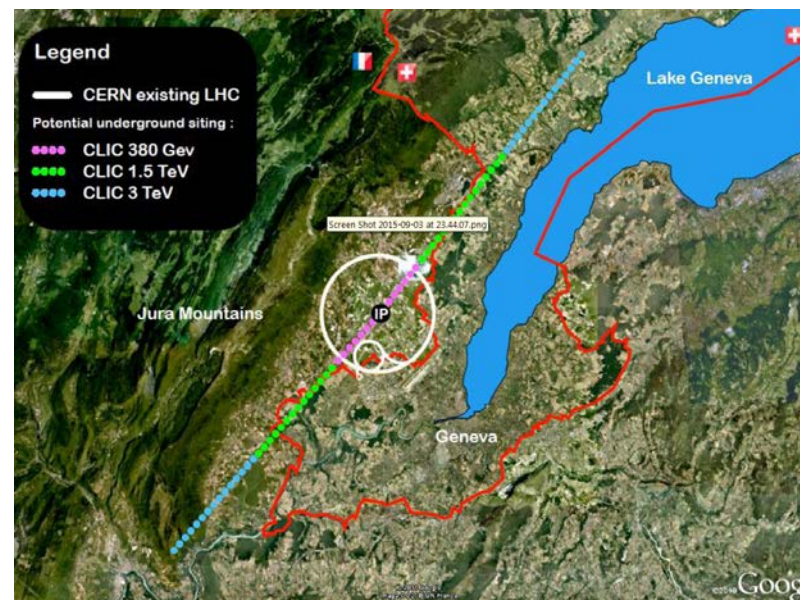 Legend
CERN existing LHC
Potential underground siting :
CLIC 380 Gev
CLIC 1.5 TeV
CLIC 3 TeV
Lake Geneva
Screen Shot 2015-09-03 at 23.44.07.png
Jura Mountains
IP
Geneva
Goog